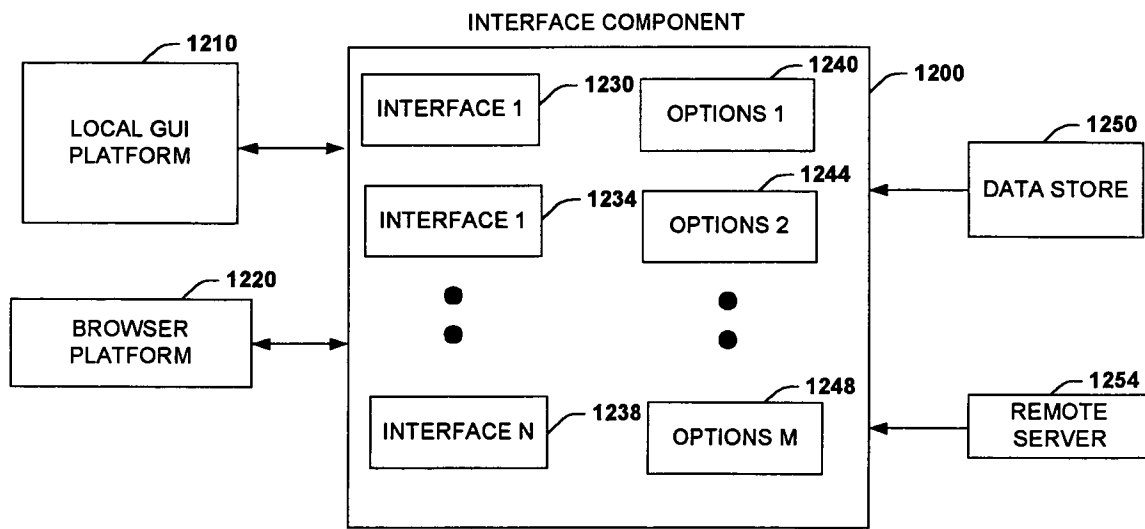 INTERFACE COMPONENT
1210
LOCAL GUI
PLATFORM
1220
BROWSER
PLATFORM
1200
INTERFACE 1
1230
OPTIONS 1
1240
INTERFACE 1
1234
OPTIONS 2
1244
INTERFACE N
1238
OPTIONS M
1248
1250
DATA STORE
1254
REMOTE
SERVER